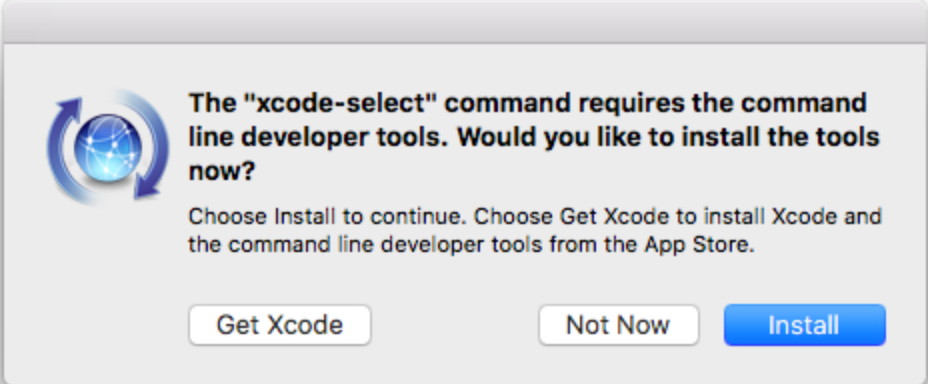 The "xcode-select" command requires the command
line developer tools. Would you like to install the tools
now?
Choose Install to continue. Choose Get Xcode to install Xcode and
the command line developer tools from the App Store.
Get Xcode
Not Now
Install